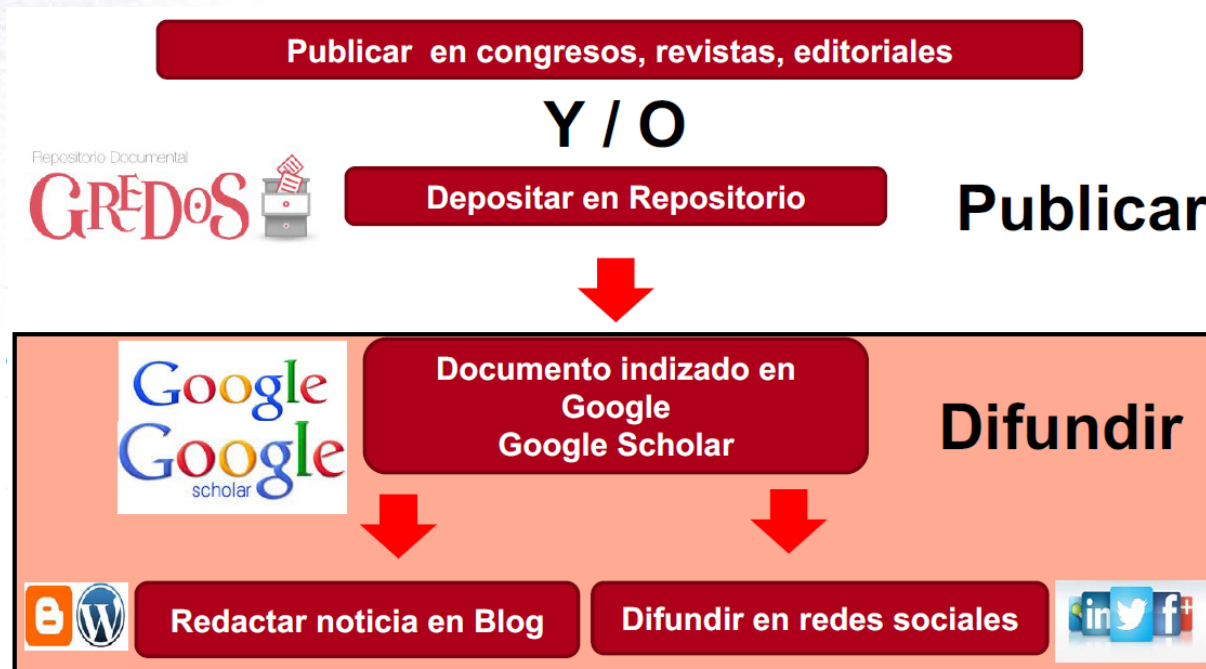 Publicar en congresos, revistas, editoriales
Y / O
Repositorio Documental
GREDOS
Depositar en Repositorio
Publicar
Google
Google
scholar
Documento indizado en
Google
Google Scholar
Difundir
B W
Redactar noticia en Blog
Difundir en redes sociales
in f +